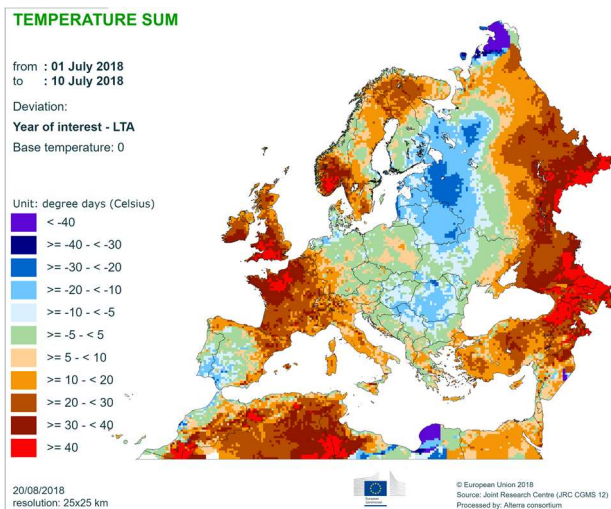 TEMPERATURE SUM
from : 01 July 2018
to : 10 July 2018
Deviation:
Year of interest - LTA
Base temperature: 0
Unit: degree days (Celsius)
< -40
>= -40 - < -30
>= -30 - < -20
>= -20 - < -10
>= -10 - < -5
>= -5 - < 5
>= 5 - < 10
>= 10 - < 20
>= 20 - < 30
>= 30 - < 40
>= 40
20/08/2018
resolution: 25x25 km
© European Union 2018
Source: Joint Research Centre (JRC CGMS 12)
Processed by: Alterra consortium